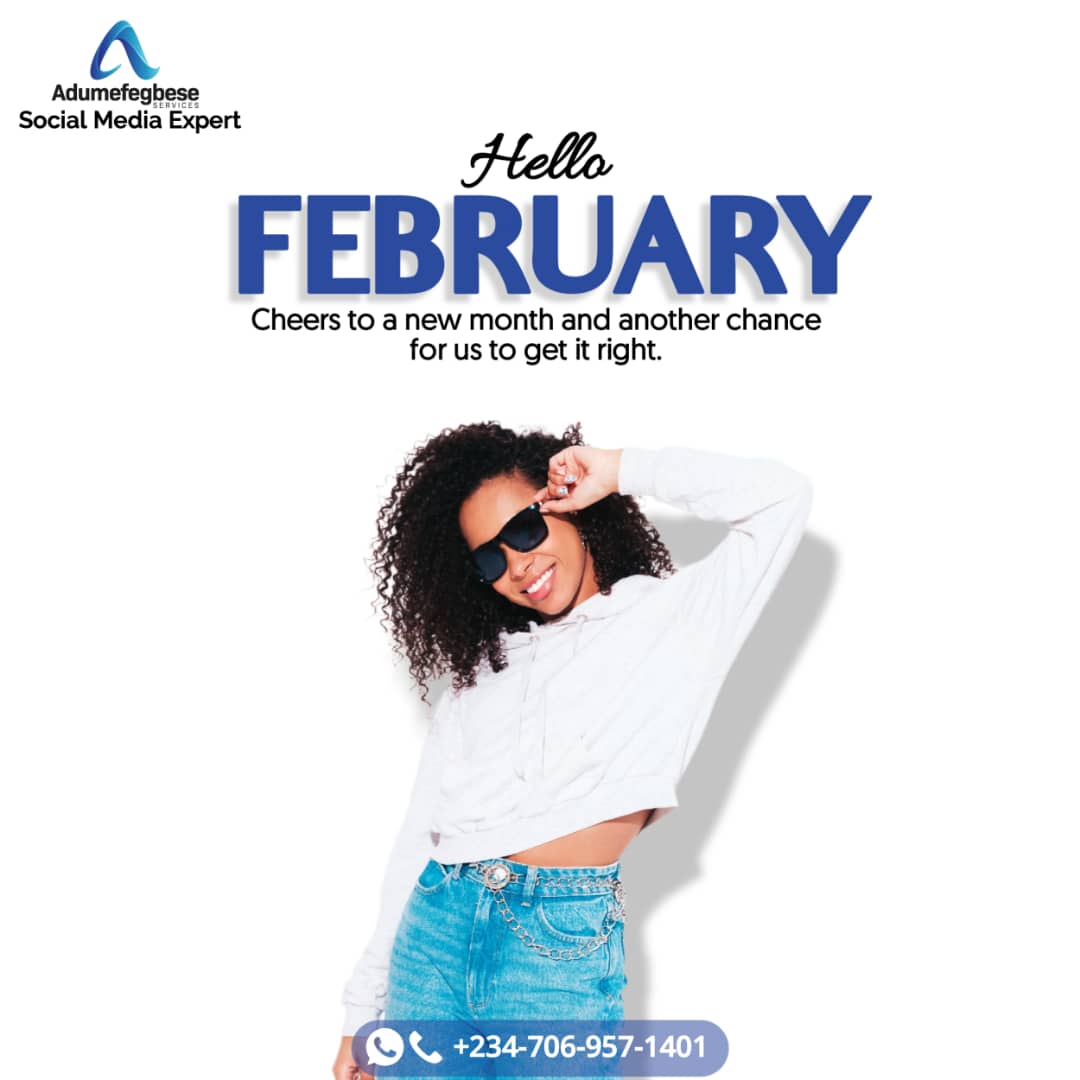 Adumefegbese
SERVICES
Social Media Expert
Hello
FEBRUARY
Cheers to a new month and another chance
for us to get it right.
+234-706-957-1401